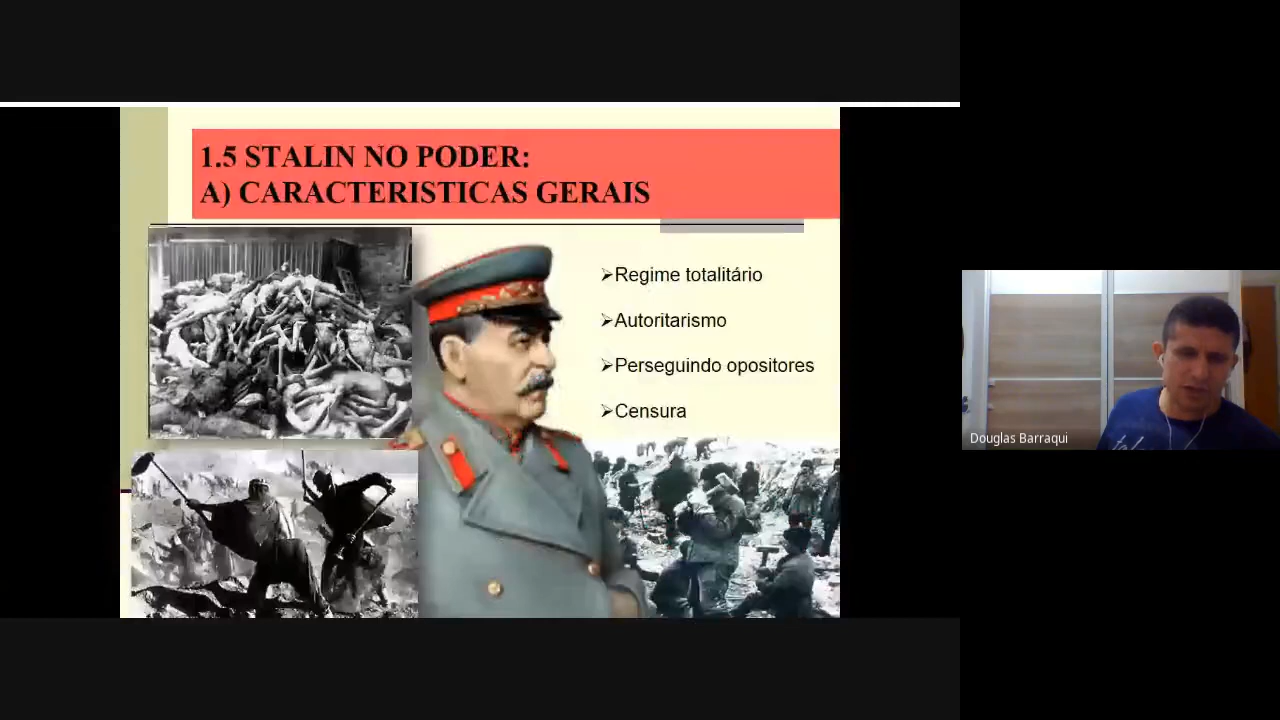 1.5 STALIN NO PODER:
A) CARACTERISTICAS GERAIS
➢Regime totalitário
➢Autoritarismo
➢Perseguindo opositores
➢Censura
Douglas Barraqui